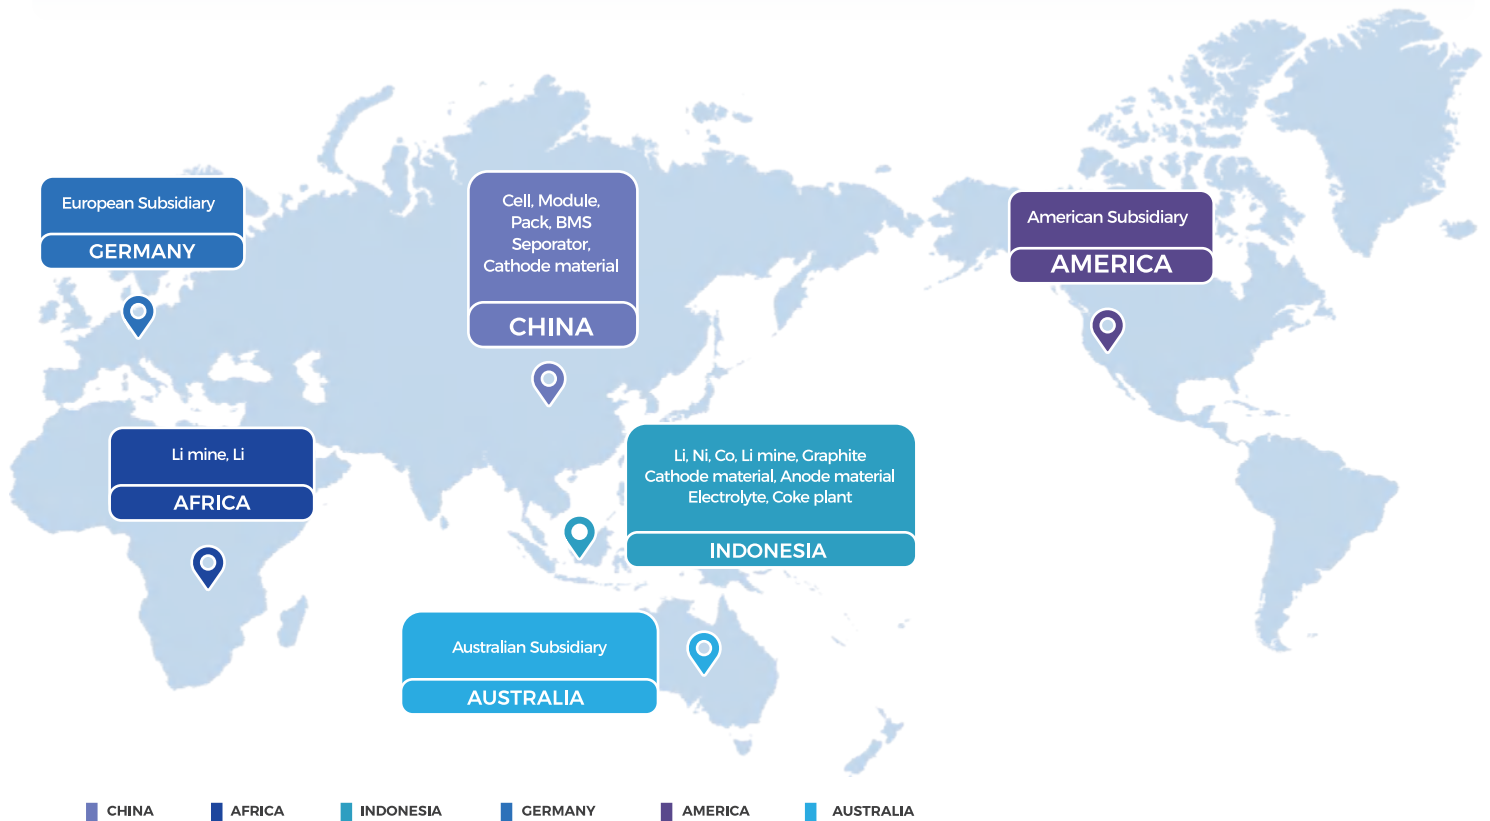 European Subsidiary
GERMANY
Cell, Module,
Pack, BMS
Seporator,
Cathode material
CHINA
American Subsidiary
AMERICA
Li mine, Li
AFRICA
Li, Ni, Co, Li mine, Graphite
Cathode material, Anode material
Electrolyte, Coke plant
INDONESIA
Australian Subsidiary
AUSTRALIA
CHINA AFRICA INDONESIA GERMANY AMERICA AUSTRALIA